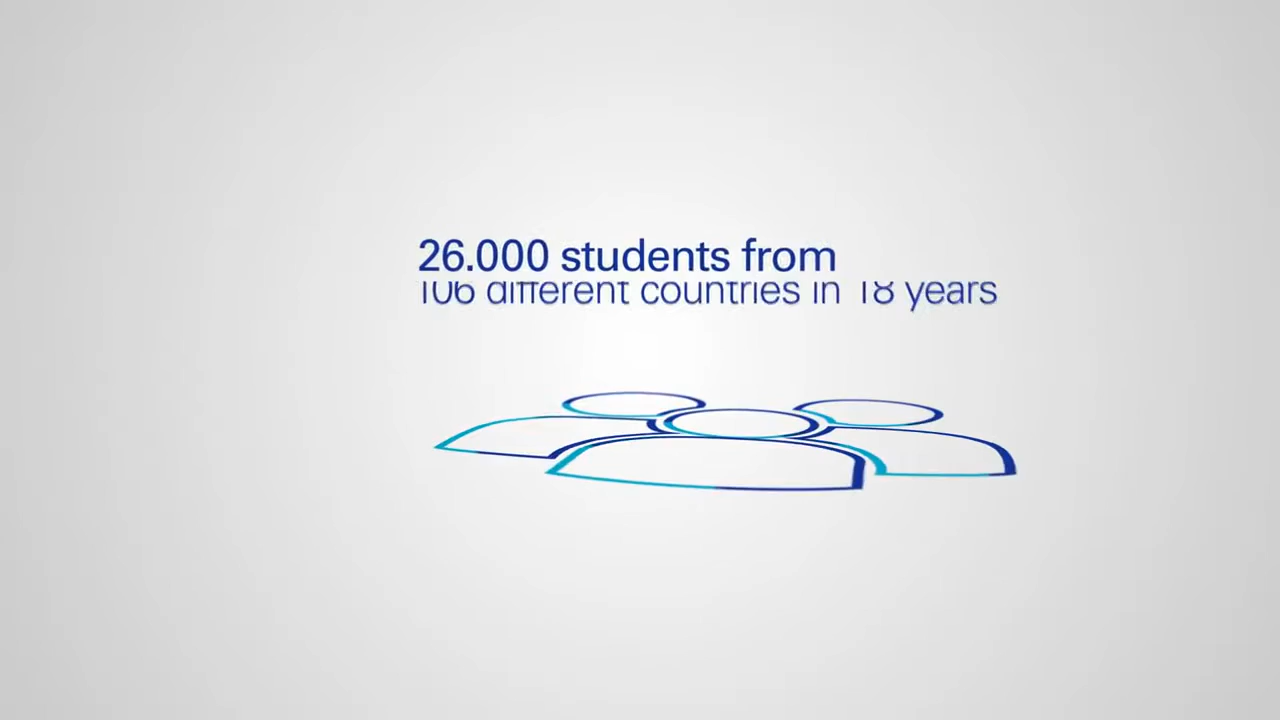 26.000 students from
106 different countries in 18 years